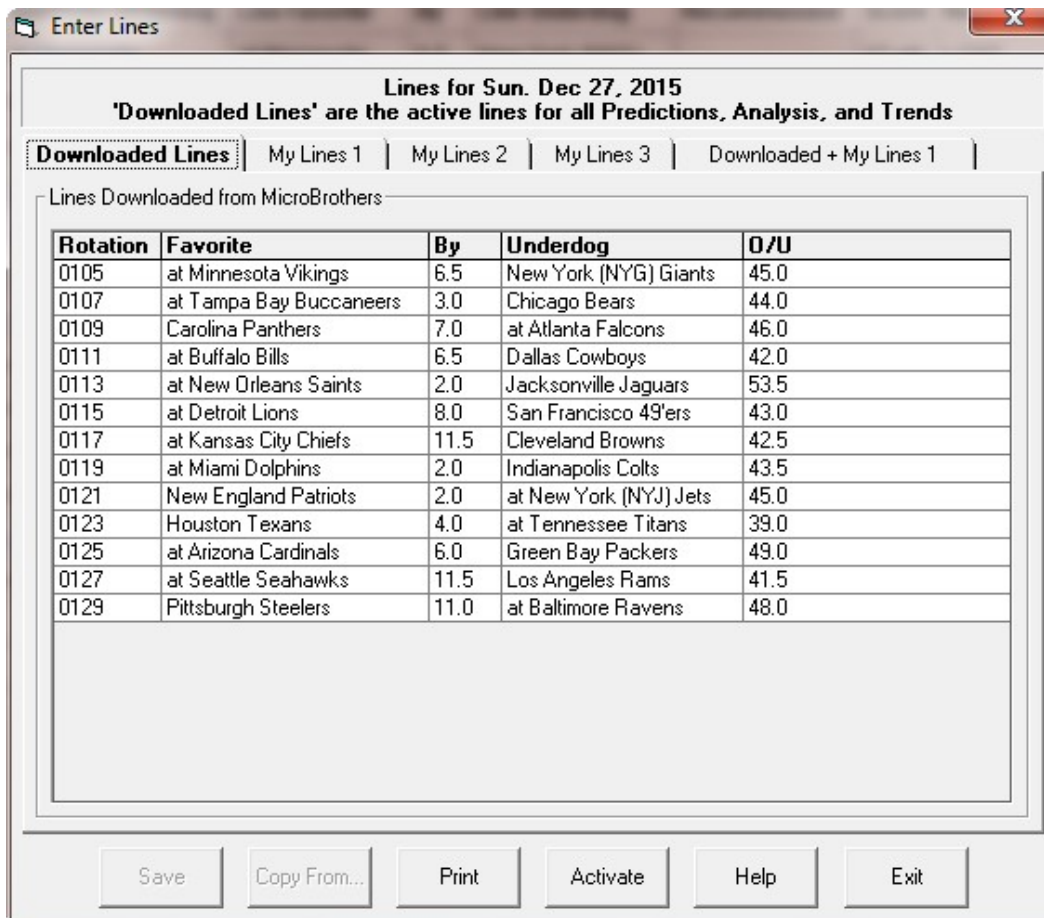 Enter Lines
X
Lines for Sun. Dec 27, 2015
'Downloaded Lines' are the active lines for all Predictions, Analysis, and Trends
Downloaded Lines My Lines 1 My Lines 2 My Lines 3 Downloaded + My Lines 1
Lines Downloaded from MicroBrothers
Rotation Favorite By Underdog O/U
0105 at Minnesota Vikings 6.5 New York (NYG) Giants 45.0
0107 at Tampa Bay Buccaneers 3.0 Chicago Bears 44.0
0109 Carolina Panthers 7.0 at Atlanta Falcons 46.0
0111 at Buffalo Bills 6.5 Dallas Cowboys 42.0
0113 at New Orleans Saints 2.0 Jacksonville Jaguars 53.5
0115 at Detroit Lions 8.0 San Francisco 49'ers 43.0
0117 at Kansas City Chiefs 11.5 Cleveland Browns 42.5
0119 at Miami Dolphins 2.0 Indianapolis Colts 43.5
0121 New England Patriots 2.0 at New York (NYJ) Jets 45.0
0123 Houston Texans 4.0 at Tennessee Titans 39.0
0125 at Arizona Cardinals 6.0 Green Bay Packers 49.0
0127 at Seattle Seahawks 11.5 Los Angeles Rams 41.5
0129 Pittsburgh Steelers 11.0 at Baltimore Ravens 48.0
Save Copy From... Print Activate Help Exit